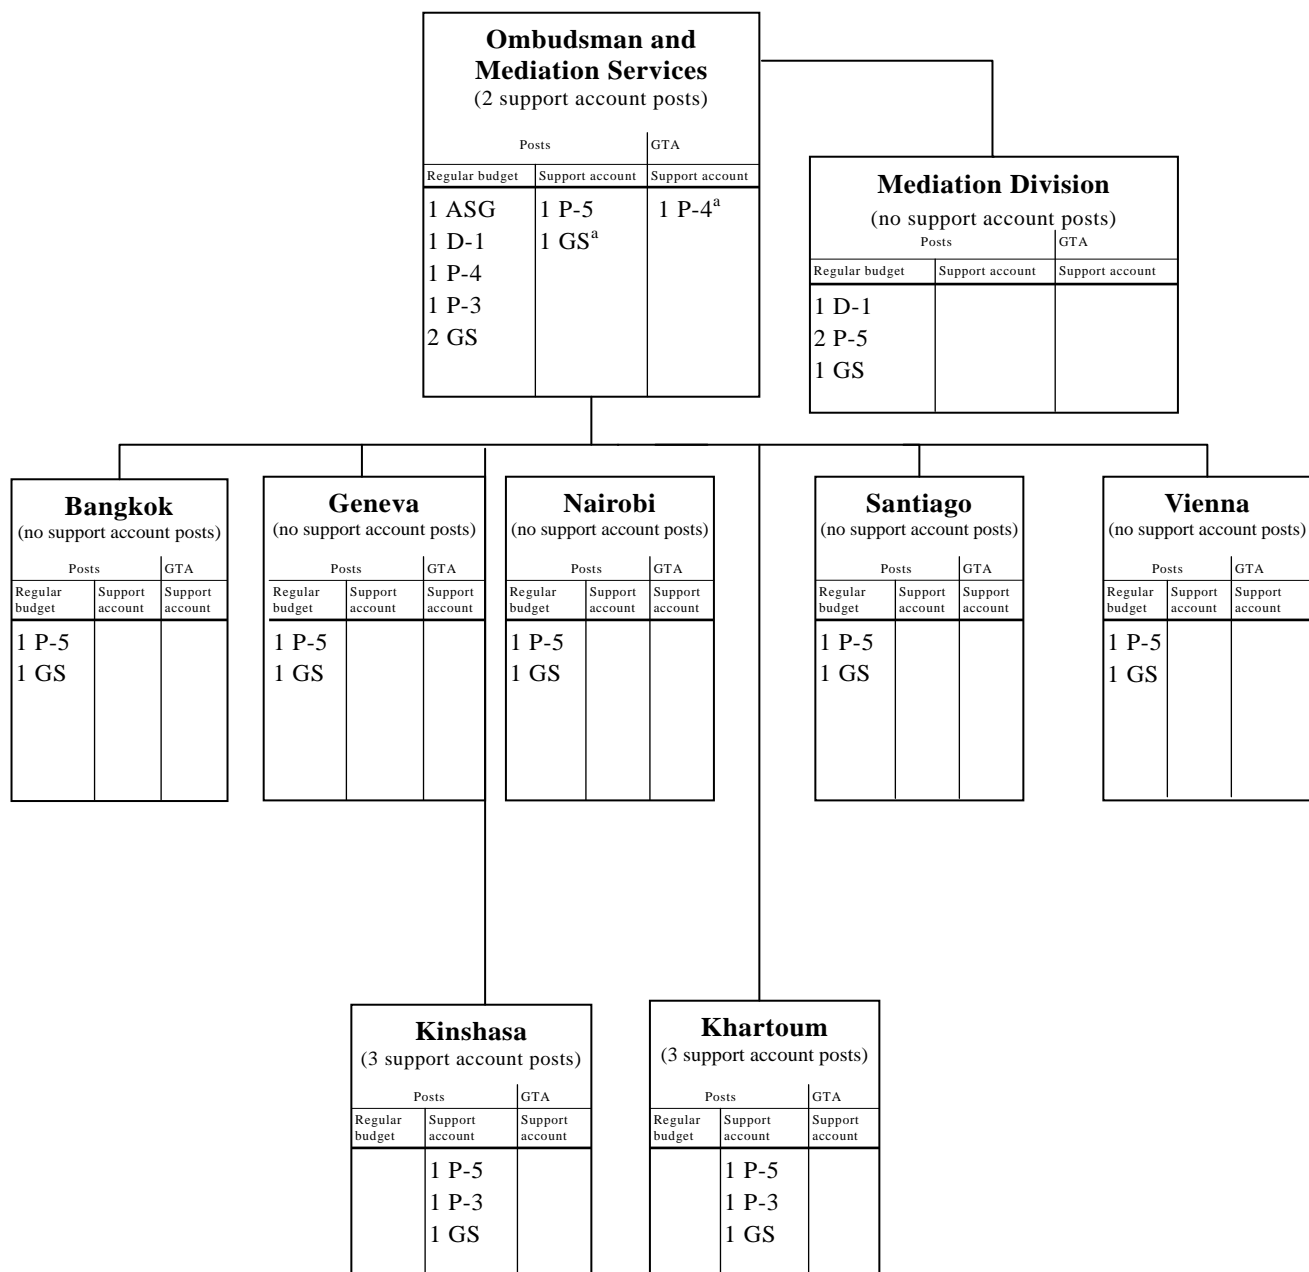 Ombudsman and
Mediation Services
(2 support account posts)
Posts GTA
Regular budget Support account Support account
1 ASG 1 P-5 1 P-4ᵃ
1 D-1 1 GSᵃ
1 P-4
1 P-3
2 GS
Mediation Division
(no support account posts)
Posts GTA
Regular budget Support account Support account
1 D-1
2 P-5
1 GS
Bangkok
(no support account posts)
Posts GTA
Regular Support Support
budget account account
1 P-5
1 GS
Geneva
(no support account posts)
Posts GTA
Regular Support Support
budget account account
1 P-5
1 GS
Nairobi
(no support account posts)
Posts GTA
Regular Support Support
budget account account
1 P-5
1 GS
Santiago
(no support account posts)
Posts GTA
Regular Support Support
budget account account
1 P-5
1 GS
Vienna
(no support account posts)
Posts GTA
Regular Support Support
budget account account
1 P-5
1 GS
Kinshasa
(3 support account posts)
Posts GTA
Regular Support Support
budget account account
1 P-5
1 P-3
1 GS
Khartoum
(3 support account posts)
Posts GTA
Regular Support Support
budget account account
1 P-5
1 P-3
1 GS